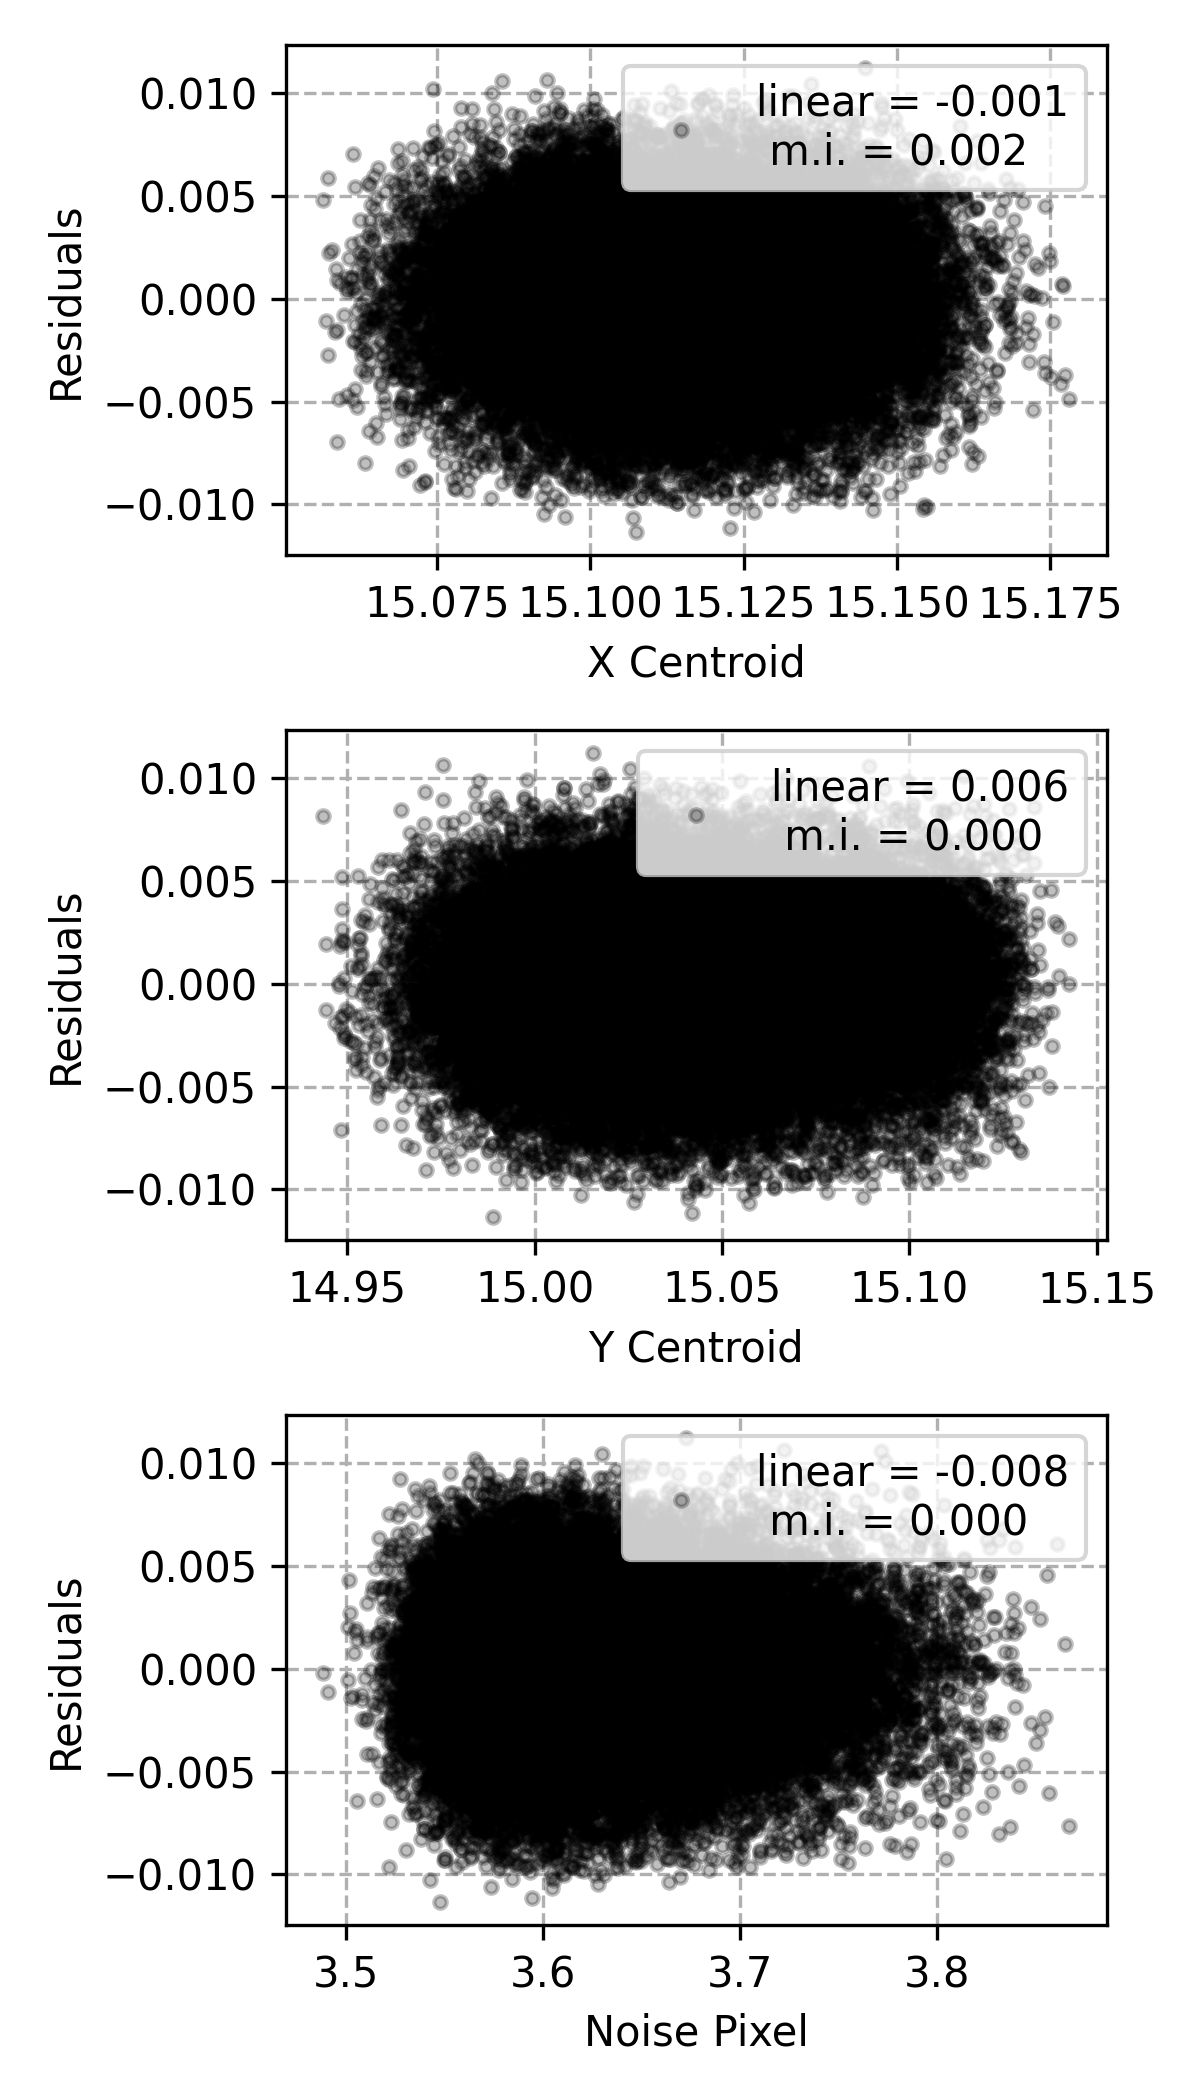 0.010
0.005
0.000
−0.005
−0.010
Residuals
linear = -0.001
m.i. = 0.002
15.075 15.100 15.125 15.150 15.175
X Centroid
0.010
0.005
0.000
−0.005
−0.010
Residuals
linear = 0.006
m.i. = 0.000
14.95 15.00 15.05 15.10 15.15
Y Centroid
0.010
0.005
0.000
−0.005
−0.010
Residuals
linear = -0.008
m.i. = 0.000
3.5 3.6 3.7 3.8
Noise Pixel